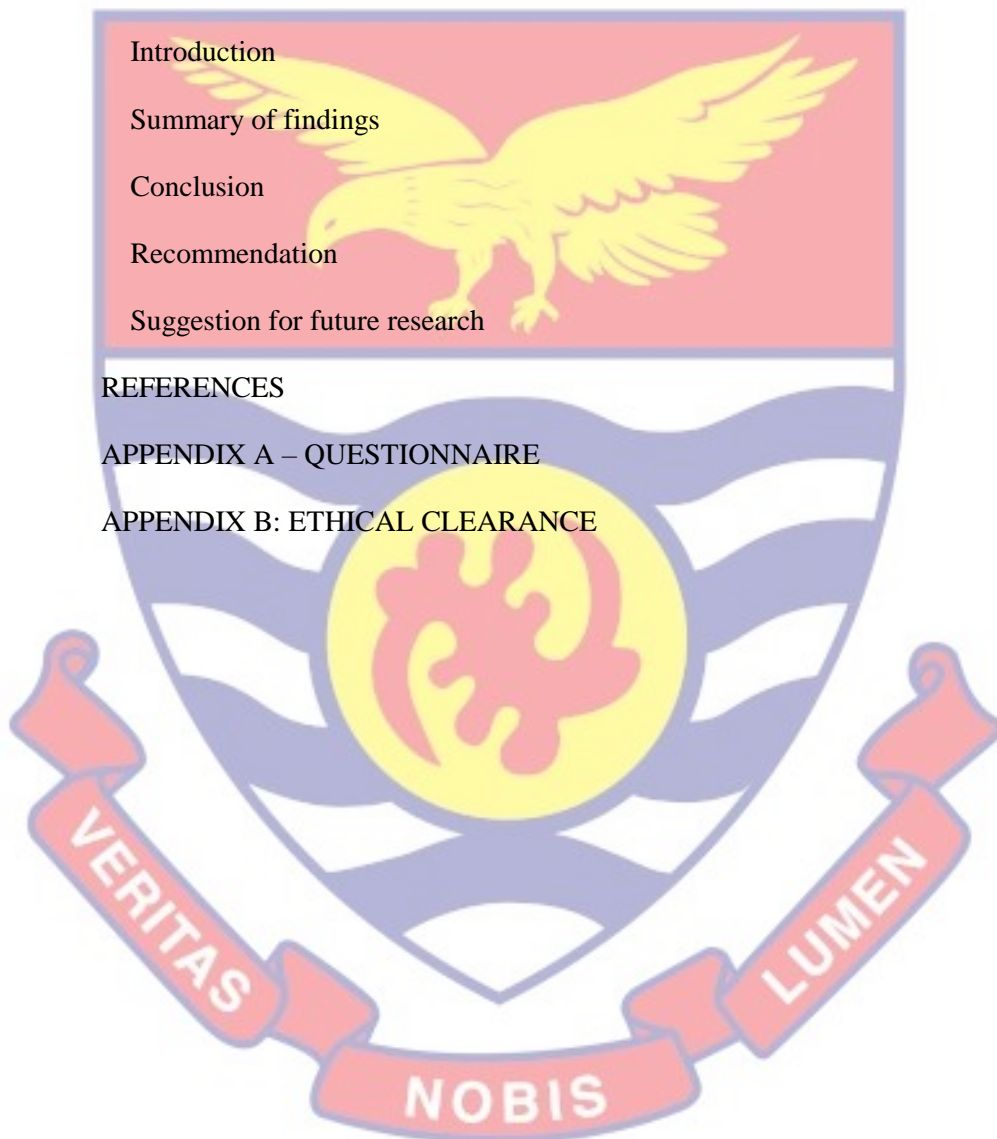 Introduction
Summary of findings
Conclusion
Recommendation
Suggestion for future research
REFERENCES
APPENDIX A – QUESTIONNAIRE
APPENDIX B: ETHICAL CLEARANCE
VERITAS
NOBIS
LUMEN